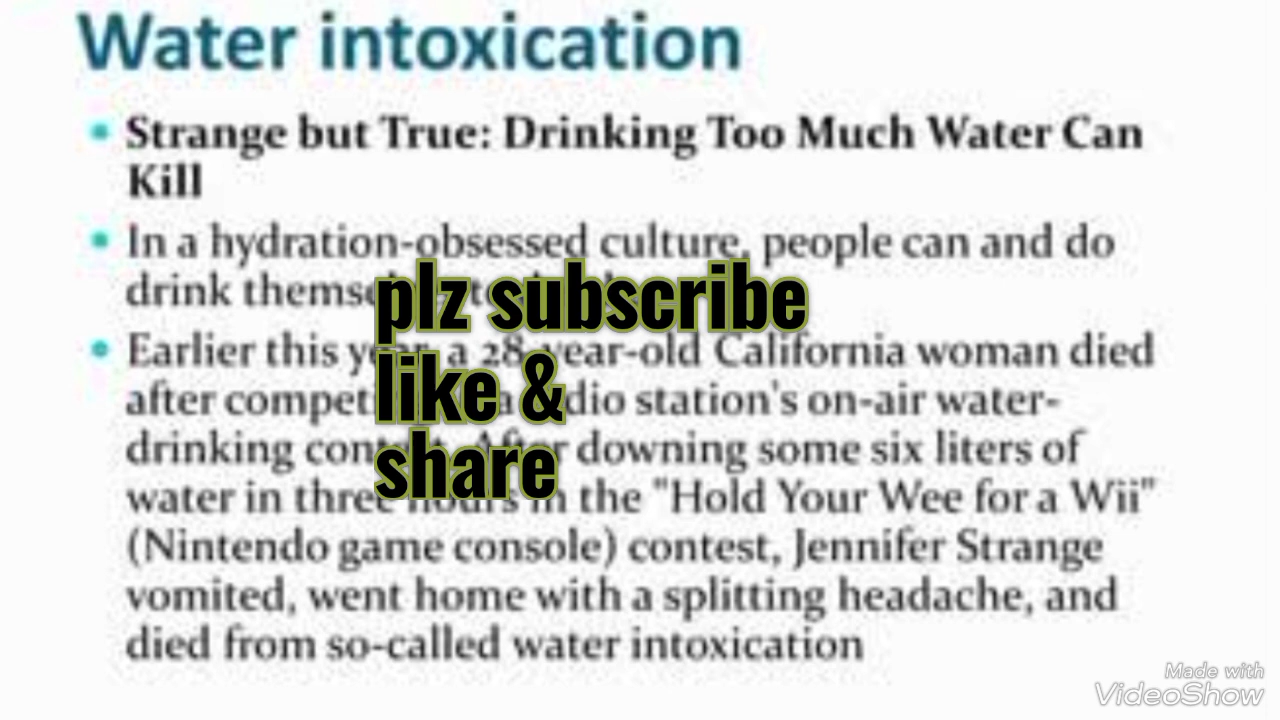 Water intoxication
Strange but True: Drinking Too Much Water Can
Kill
In a hydration-obsessed culture, people can and do
drink
Earlier this a 28-year-old California woman died
after station's on-air water-
drinking downing some six liters of
water in three hours in the "Hold Your Wee for a Wii"
(Nintendo game console) contest, Jennifer Strange
vomited, went home with a splitting headache, and
died from so-called water intoxication
plz subscribe
like &
share
Made with
VideoShow